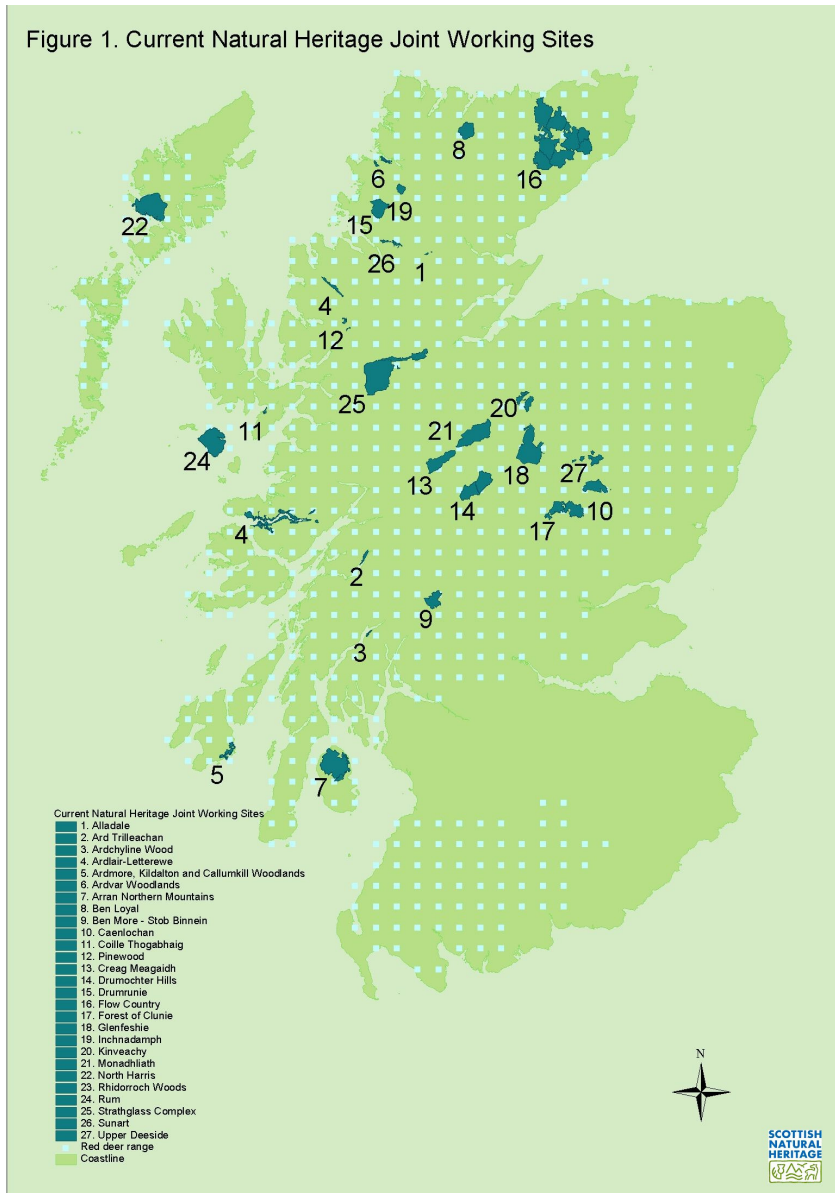 Figure 1. Current Natural Heritage Joint Working Sites
8
16
6
19
22
15
26
1
4
12
25
20
11
21
24
18
27
13
14
10
17
4
2
9
3
5
7
Current Natural Heritage Joint Working Sites
1. Alladale
2. Ard Trilleachan
3. Ardchyline Wood
4. Ardlair-Letterewe
5. Ardmore, Kildalton and Callumkill Woodlands
6. Ardvar Woodlands
7. Arran Northern Mountains
8. Ben Loyal
9. Ben More - Stob Binnein
10. Caenlochan
11. Coille Thogabhaig
12. Pinewood
13. Creag Meagaidh
14. Drumochter Hills
15. Drumrunie
16. Flow Country
17. Forest of Clunie
18. Glenfeshie
19. Inchnadamph
20. Kinveachy
21. Monadhliath
22. North Harris
23. Rhidorroch Woods
24. Rum
25. Strathglass Complex
26. Sunart
27. Upper Deeside
Red deer range
Coastline
N
SCOTTISH
NATURAL
HERITAGE